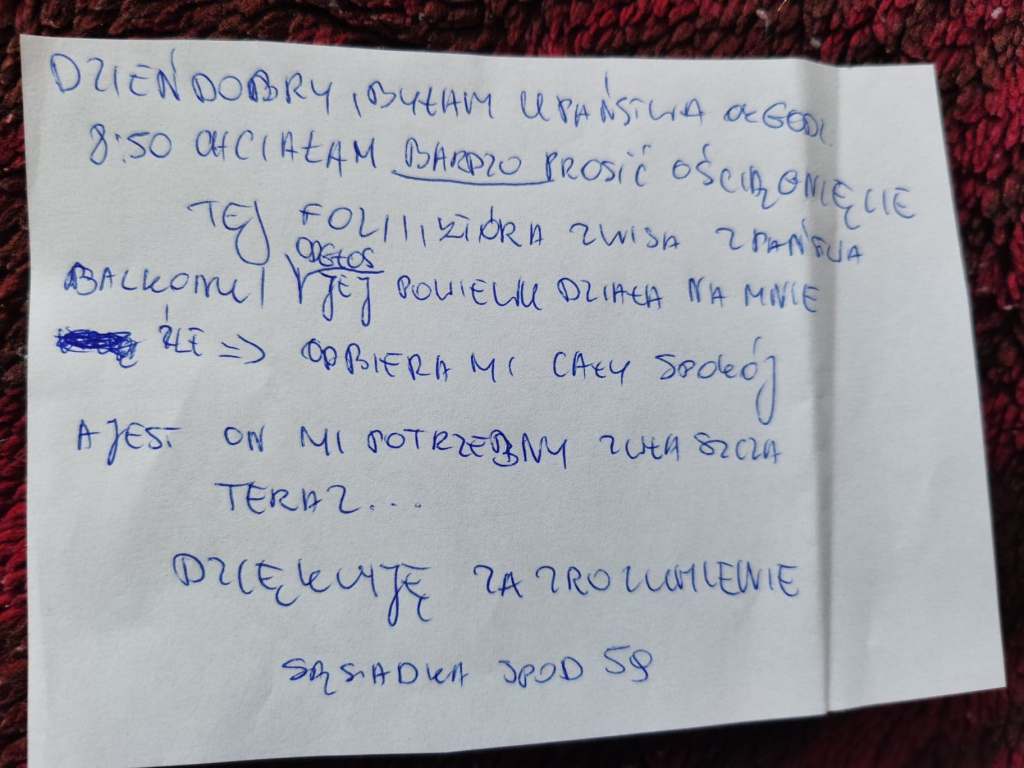 DZIEŃ DOBRY, BYŁAM U PAŃSTWA O GODZ
8:50 CHCIAŁAM BARDZO PROSIĆ O ŚCIĄGNIĘCIE
TEJ FOLII, KTÓRA ZWISA Z PAŃSTWA
ODGŁOS
BALKONU, JEJ POWIEWU DZIAŁA NA MNIE
ŹLE => ODBIERA MI CAŁY SPOKÓJ
A JEST ON MI POTRZEBNY ZWŁASZCZA
TERAZ...
DZIĘKUJĘ ZA ZROZUMIENIE
SĄSIADKA SPOD 59